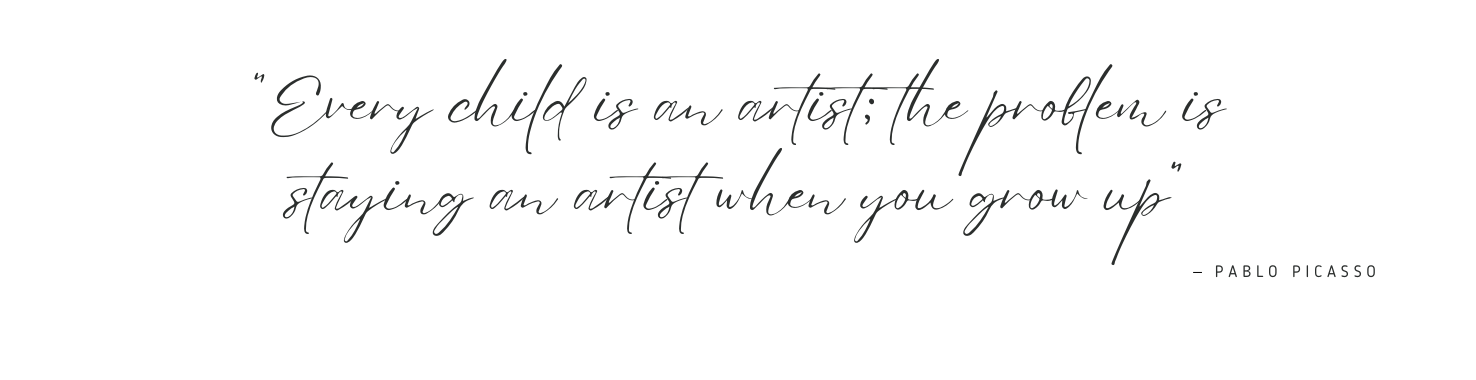 "Every child is an artist; the problem is
staying an artist when you grow up"
– PABLO PICASSO